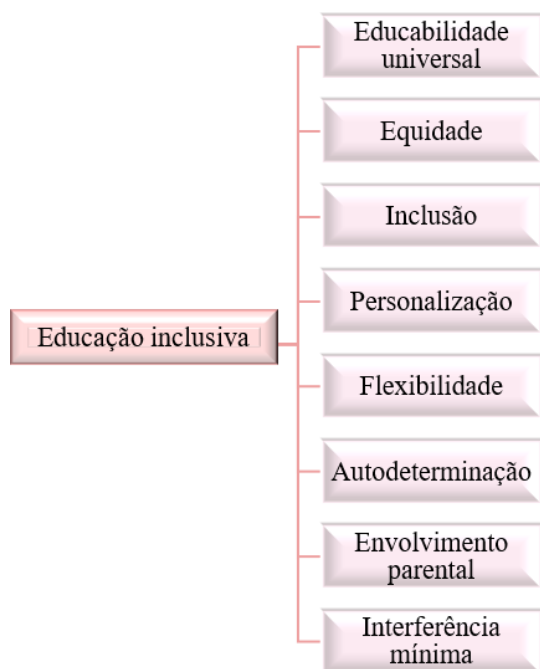 Educação inclusiva
Educabilidade
universal
Equidade
Inclusão
Personalização
Flexibilidade
Autodeterminação
Envolvimento
parental
Interferência
mínima